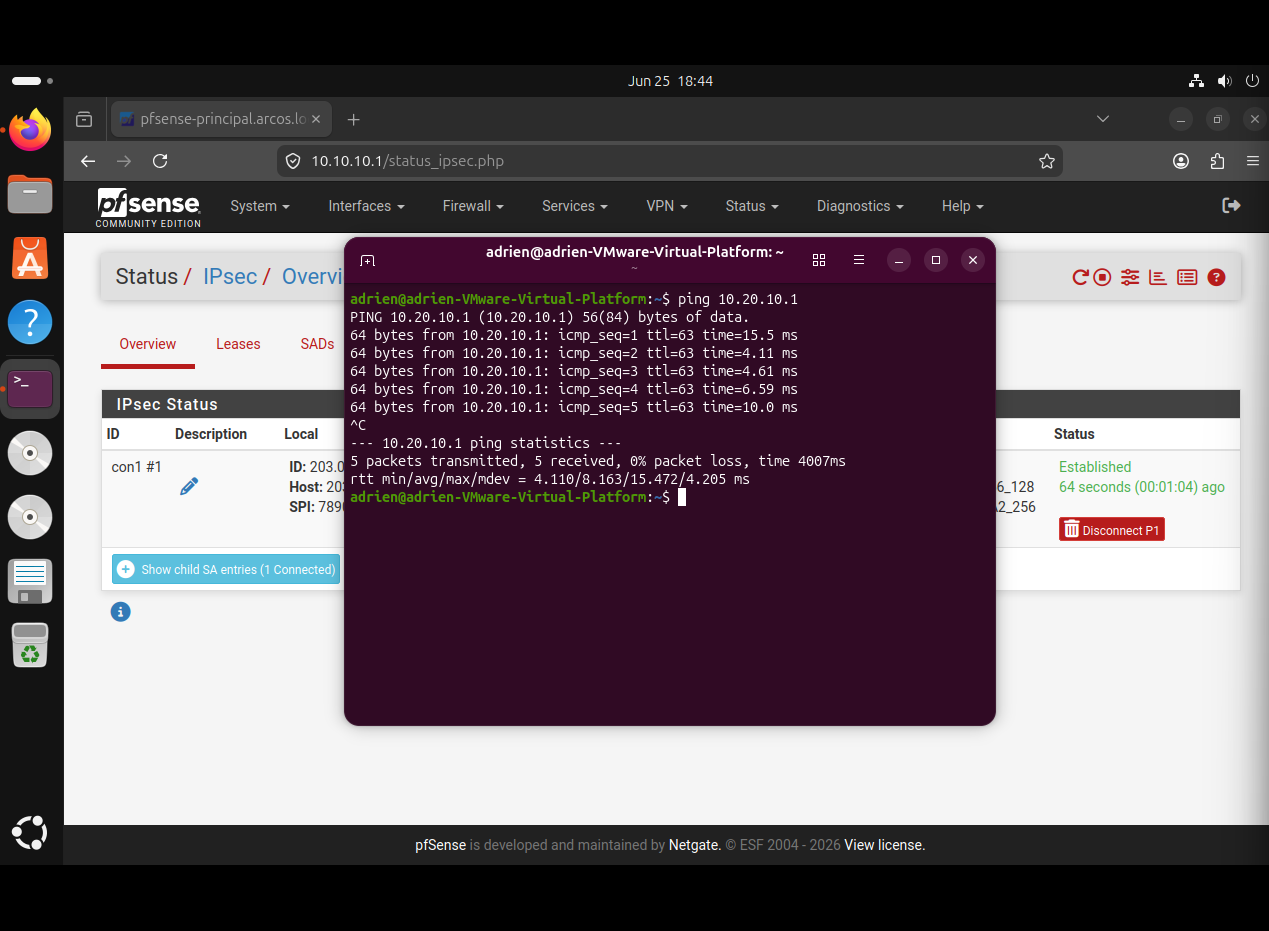 Jun 25 18:44
pfsense-principal.arcos.lo
10.10.10.1/status_ipsec.php
pfsense
COMMUNITY EDITION
System
Interfaces
Firewall
Services
VPN
Status
Diagnostics
Help
Status / IPsec / Overvi
Overview
Leases
SADs
IPsec Status
ID
Description
Local
Status
con1 #1
ID: 203.0
Host: 203
SPI: 7890
6_128
A2_256
Established
64 seconds (00:01:04) ago
Disconnect P1
Show child SA entries (1 Connected)
adrien@adrien-VMware-Virtual-Platform: ~
~
adrien@adrien-VMware-Virtual-Platform:~$ ping 10.20.10.1
PING 10.20.10.1 (10.20.10.1) 56(84) bytes of data.
64 bytes from 10.20.10.1: icmp_seq=1 ttl=63 time=15.5 ms
64 bytes from 10.20.10.1: icmp_seq=2 ttl=63 time=4.11 ms
64 bytes from 10.20.10.1: icmp_seq=3 ttl=63 time=4.61 ms
64 bytes from 10.20.10.1: icmp_seq=4 ttl=63 time=6.59 ms
64 bytes from 10.20.10.1: icmp_seq=5 ttl=63 time=10.0 ms
^C
--- 10.20.10.1 ping statistics ---
5 packets transmitted, 5 received, 0% packet loss, time 4007ms
rtt min/avg/max/mdev = 4.110/8.163/15.472/4.205 ms
adrien@adrien-VMware-Virtual-Platform:~$
pfSense is developed and maintained by Netgate. © ESF 2004 - 2026 View license.